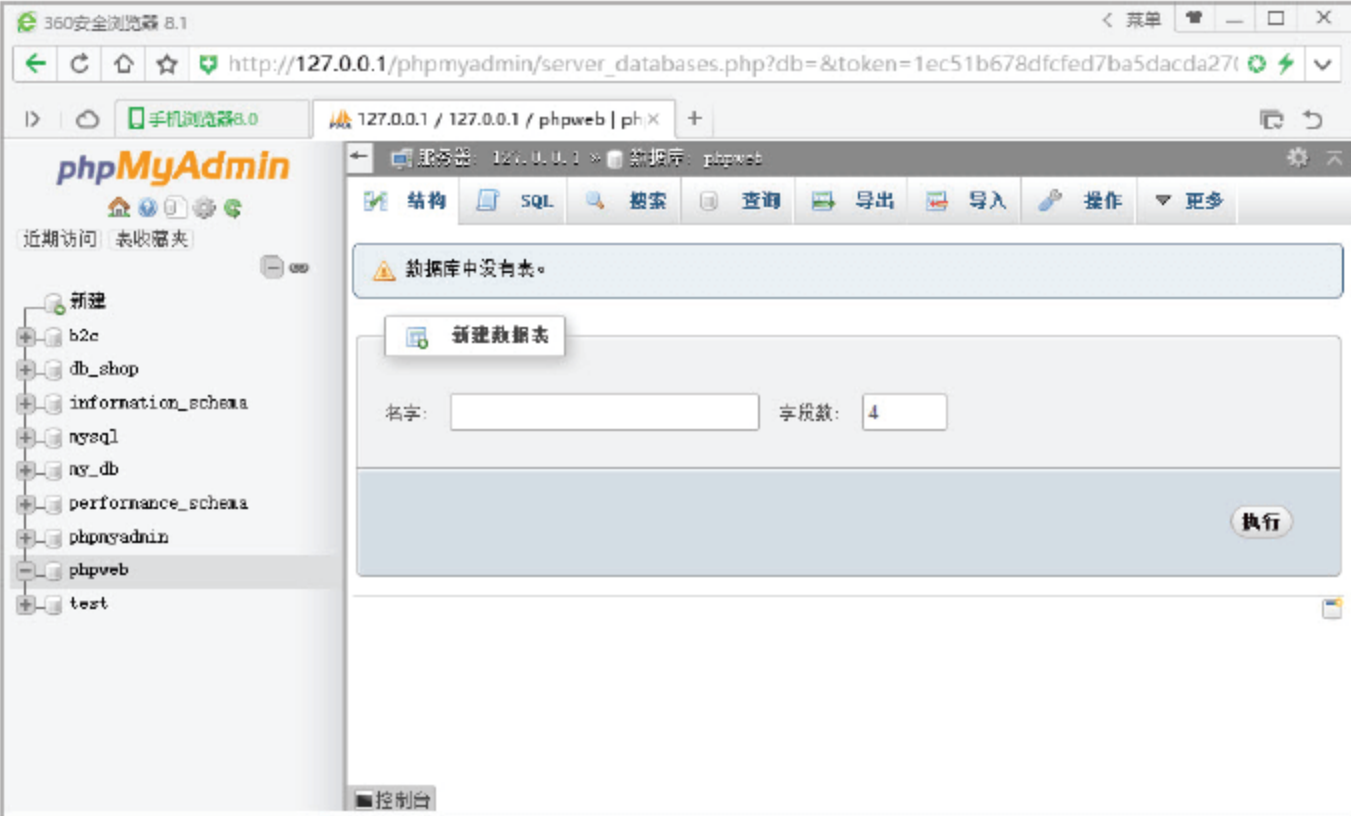 360安全浏览器 8.1
菜单
http://127.0.0.1/phpmyadmin/server_databases.php?db=&token=1ec51b678dfcfed7ba5dacda27(
手机浏览器8.0
127.0.0.1 / 127.0.0.1 / phpweb | ph
phpMyAdmin
近期访问 表收藏夹
新建
b2c
db_shop
information_schema
mysql
my_db
performance_schema
phpmyadmin
phpweb
test
服务器: 127.0.0.1 » 数据库: phpweb
结构 SQL 搜索 查询 导出 导入 操作 更多
数据库中没有表。
新建数据表
名字: 字段数: 4
执行
控制台